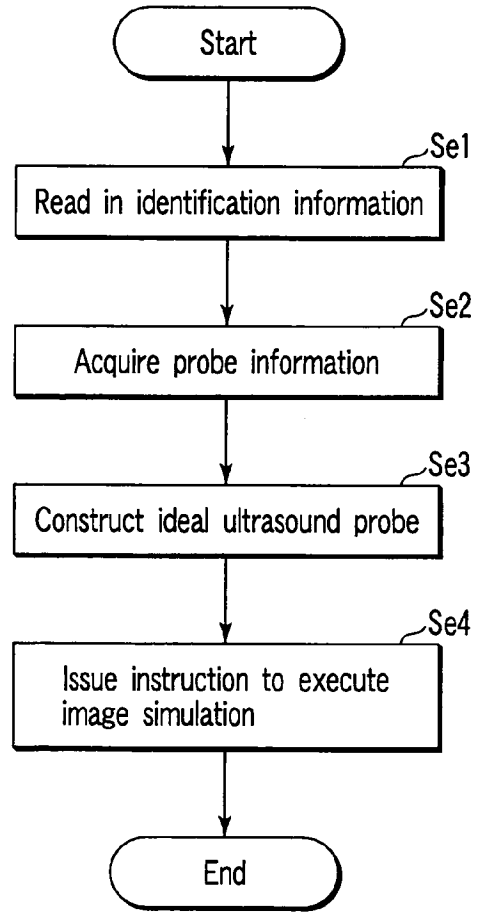 Start
Se1
Read in identification information
Se2
Acquire probe information
Se3
Construct ideal ultrasound probe
Se4
Issue instruction to execute
image simulation
End